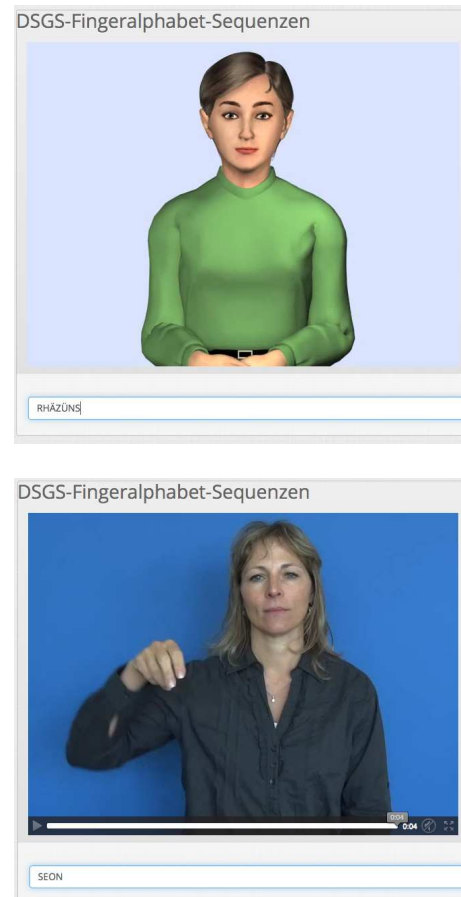 DSGS-Fingeralphabet-Sequenzen
RHÄZÜNS
DSGS-Fingeralphabet-Sequenzen
0:04
0:04
SEON